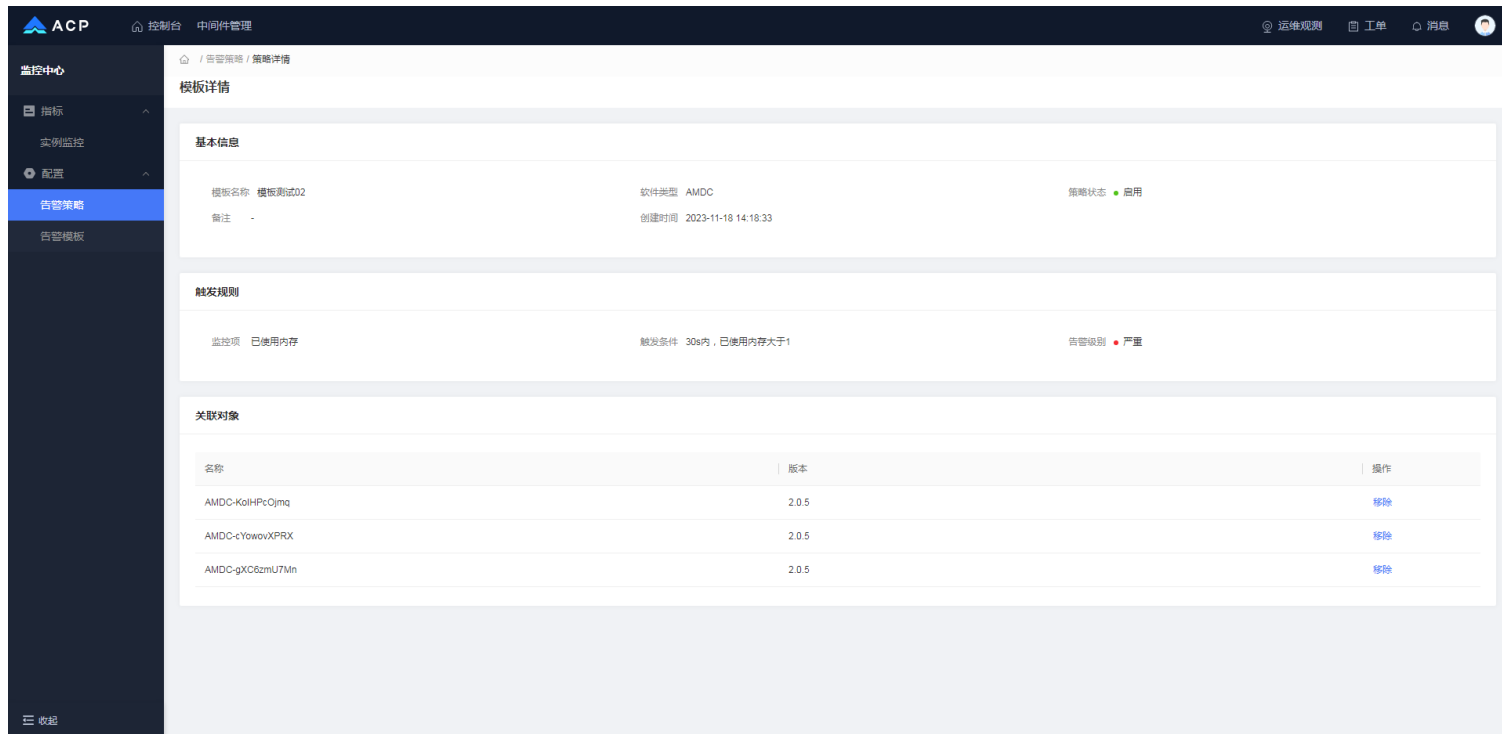 ACP 控制台 中间件管理 运维观测 工单 消息
监控中心
指标
实例监控
配置
告警策略
告警模板
收起
/ 告警策略 / 策略详情
模板详情
基本信息
模板名称 模板测试02 软件类型 AMDC 策略状态 启用
备注 - 创建时间 2023-11-18 14:18:33
触发规则
监控项 已使用内存 触发条件 30s内，已使用内存大于1 告警级别 严重
关联对象
名称 版本 操作
AMDC-KoIHPcOjmq 2.0.5 移除
AMDC-cYowovXPRX 2.0.5 移除
AMDC-gXC6zmU7Mn 2.0.5 移除